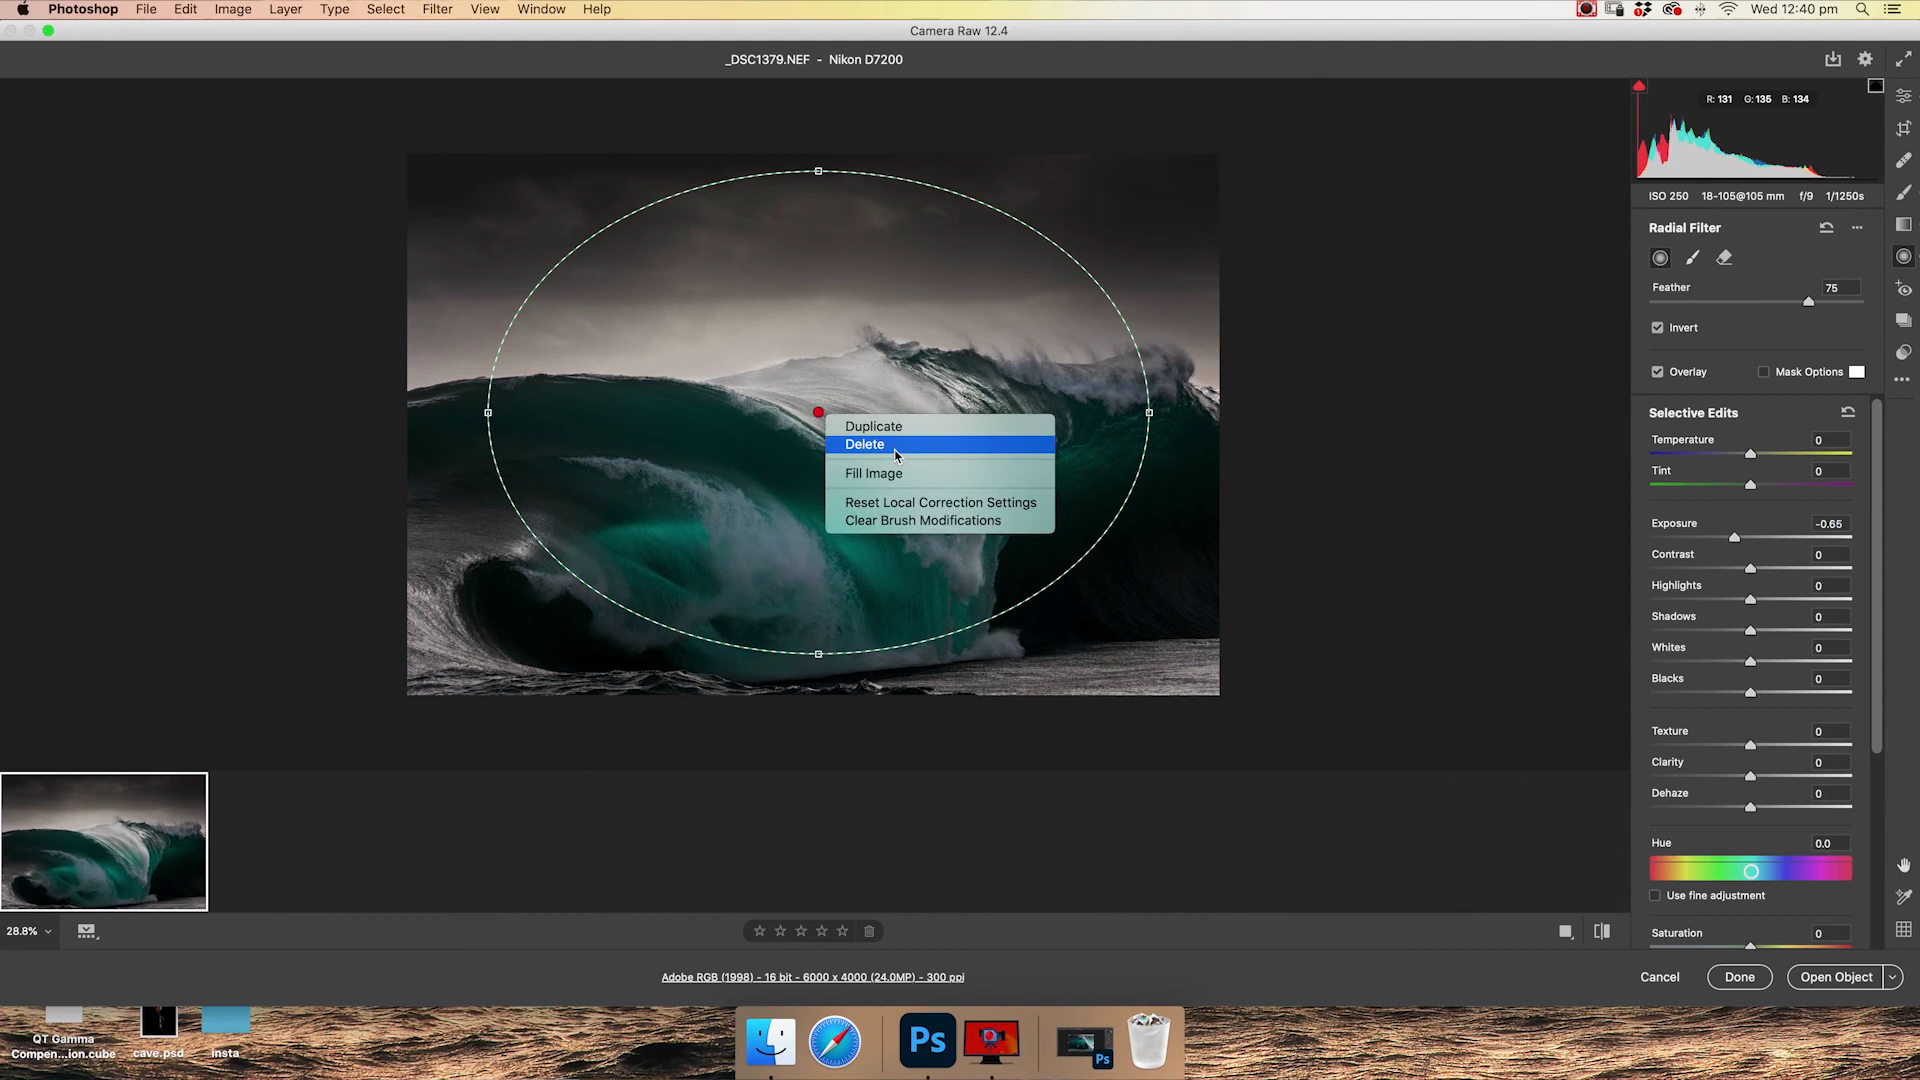 Photoshop File Edit Image Layer Type Select Filter View Window Help Wed 12:40 pm
Camera Raw 12.4
_DSC1379.NEF - Nikon D7200
R: 131 G: 135 B: 134
ISO 250 18-105@105 mm f/9 1/1250s
Radial Filter
Feather 75
Invert
Overlay Mask Options
Selective Edits
Temperature 0
Tint 0
Exposure -0.65
Contrast 0
Highlights 0
Shadows 0
Whites 0
Blacks 0
Texture 0
Clarity 0
Dehaze 0
Hue 0.0
Use fine adjustment
Saturation 0
Duplicate
Delete
Fill Image
Reset Local Correction Settings
Clear Brush Modifications
28.8%
Adobe RGB (1998) - 16 bit - 6000 x 4000 (24.0MP) - 300 ppi
Cancel Done Open Object
QT Gamma
Compen...ion.cube cave.psd insta
Ps
Ps